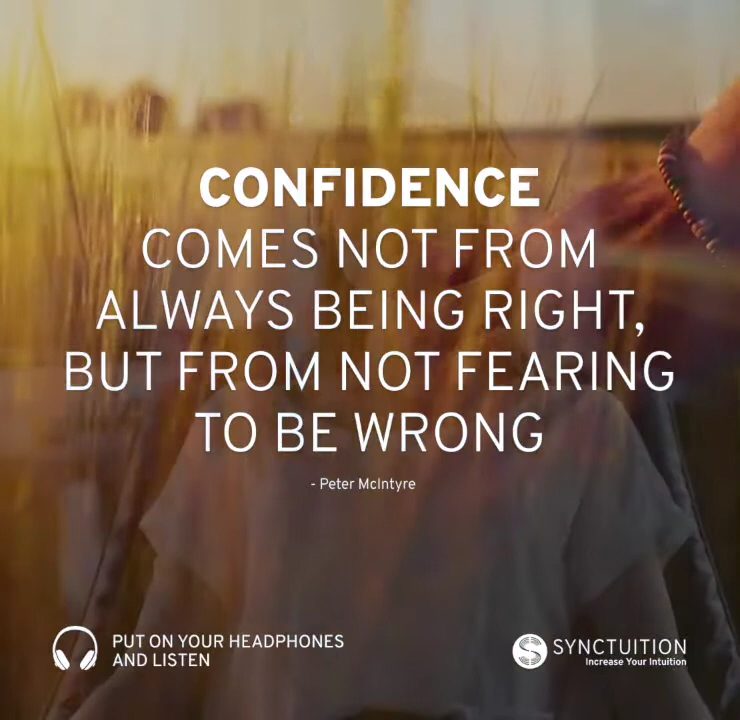 CONFIDENCE
COMES NOT FROM
ALWAYS BEING RIGHT,
BUT FROM NOT FEARING
TO BE WRONG
- Peter McIntyre
PUT ON YOUR HEADPHONES
AND LISTEN
SYNCTUITION
Increase Your Intuition